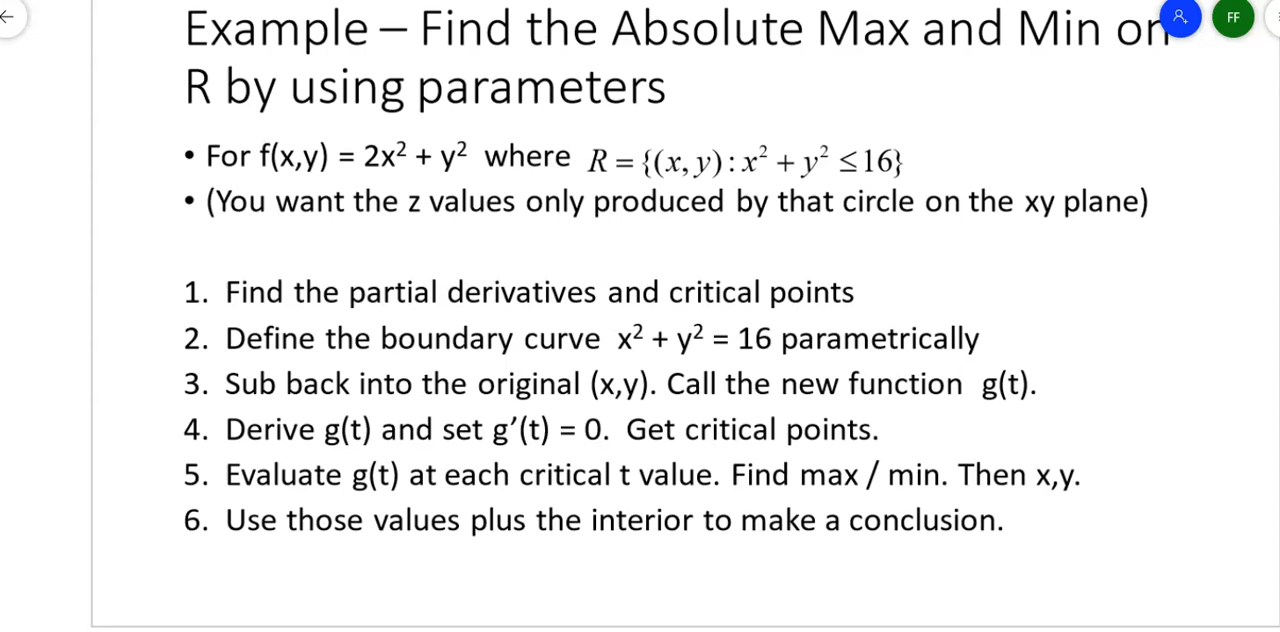 Example – Find the Absolute Max and Min on
R by using parameters
• For f(x,y) = 2x² + y² where R = {(x, y) : x² + y² ≤ 16}
• (You want the z values only produced by that circle on the xy plane)
1. Find the partial derivatives and critical points
2. Define the boundary curve x² + y² = 16 parametrically
3. Sub back into the original (x,y). Call the new function g(t).
4. Derive g(t) and set g′(t) = 0. Get critical points.
5. Evaluate g(t) at each critical t value. Find max / min. Then x,y.
6. Use those values plus the interior to make a conclusion.
FF